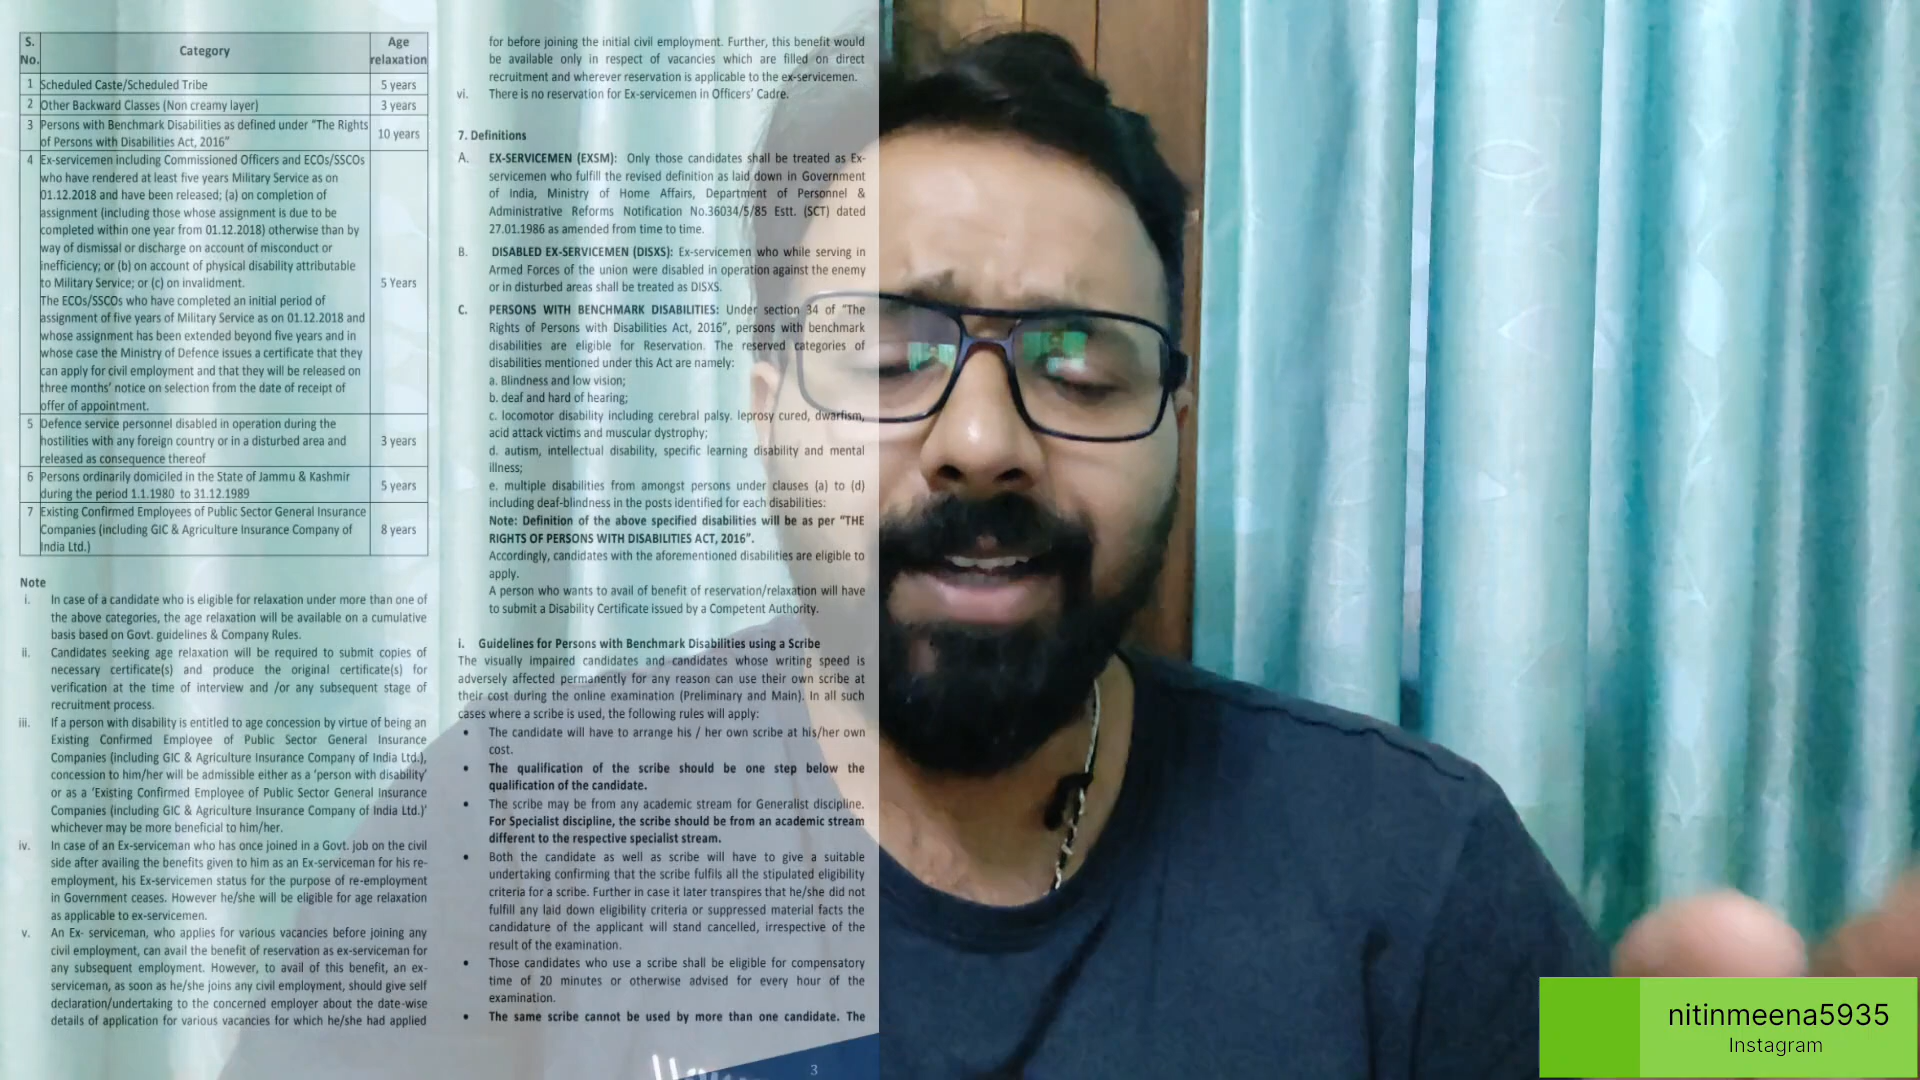 S.
No.
Category
Age
relaxation
1 Scheduled Caste/Scheduled Tribe 5 years
2 Other Backward Classes (Non creamy layer) 3 years
3 Persons with Benchmark Disabilities as defined under “The Rights
of Persons with Disabilities Act, 2016”
10 years
4 Ex-servicemen including Commissioned Officers and ECOs/SSCOs
who have rendered at least five years Military Service as on
01.12.2018 and have been released; (a) on completion of
assignment (including those whose assignment is due to be
completed within one year from 01.12.2018) otherwise than by
way of dismissal or discharge on account of misconduct or
inefficiency; or (b) on account of physical disability attributable
to Military Service; or (c) on invalidment.
The ECOs/SSCOs who have completed an initial period of
assignment of five years of Military Service as on 01.12.2018 and
whose assignment has been extended beyond five years and in
whose case the Ministry of Defence issues a certificate that they
can apply for civil employment and that they will be released on
three months’ notice on selection from the date of receipt of
offer of appointment.
5 Years
5 Defence service personnel disabled in operation during the
hostilities with any foreign country or in a disturbed area and
released as consequence thereof
3 years
6 Persons ordinarily domiciled in the State of Jammu & Kashmir
during the period 1.1.1980 to 31.12.1989
5 years
7 Existing Confirmed Employees of Public Sector General Insurance
Companies (including GIC & Agriculture Insurance Company of
India Ltd.)
8 years
Note
i. In case of a candidate who is eligible for relaxation under more than one of
the above categories, the age relaxation will be available on a cumulative
basis based on Govt. guidelines & Company Rules.
ii. Candidates seeking age relaxation will be required to submit copies of
necessary certificate(s) and produce the original certificate(s) for
verification at the time of interview and /or any subsequent stage of
recruitment process.
iii. If a person with disability is entitled to age concession by virtue of being an
Existing Confirmed Employee of Public Sector General Insurance
Companies (including GIC & Agriculture Insurance Company of India Ltd.),
concession to him/her will be admissible either as a ‘person with disability’
or as a ‘Existing Confirmed Employee of Public Sector General Insurance
Companies (including GIC & Agriculture Insurance Company of India Ltd.)’
whichever may be more beneficial to him/her.
iv. In case of an Ex-serviceman who has once joined in a Govt. job on the civil
side after availing the benefits given to him as an Ex-serviceman for his re-
employment, his Ex-servicemen status for the purpose of re-employment
in Government ceases. However he/she will be eligible for age relaxation
as applicable to ex-servicemen.
v. An Ex- serviceman, who applies for various vacancies before joining any
civil employment, can avail the benefit of reservation as ex-serviceman for
any subsequent employment. However, to avail of this benefit, an ex-
serviceman, as soon as he/she joins any civil employment, should give self
declaration/undertaking to the concerned employer about the date-wise
details of application for various vacancies for which he/she had applied
for before joining the initial civil employment. Further, this benefit would
be available only in respect of vacancies which are filled on direct
recruitment and wherever reservation is applicable to the ex-servicemen.
vi. There is no reservation for Ex-servicemen in Officers’ Cadre.
7. Definitions
A. EX-SERVICEMEN (EXSM): Only those candidates shall be treated as Ex-
servicemen who fulfill the revised definition as laid down in Government
of India, Ministry of Home Affairs, Department of Personnel &
Administrative Reforms Notification No.36034/5/85 Estt. (SCT) dated
27.01.1986 as amended from time to time.
B. DISABLED EX-SERVICEMEN (DISXS): Ex-servicemen who while serving in
Armed Forces of the union were disabled in operation against the enemy
or in disturbed areas shall be treated as DISXS.
C. PERSONS WITH BENCHMARK DISABILITIES: Under section 34 of “The
Rights of Persons with Disabilities Act, 2016”, persons with benchmark
disabilities are eligible for Reservation. The reserved categories of
disabilities mentioned under this Act are namely:
a. Blindness and low vision;
b. deaf and hard of hearing;
c. locomotor disability including cerebral palsy. leprosy cured, dwarfism,
acid attack victims and muscular dystrophy;
d. autism, intellectual disability, specific learning disability and mental
illness;
e. multiple disabilities from amongst persons under clauses (a) to (d)
including deaf-blindness in the posts identified for each disabilities:
Note: Definition of the above specified disabilities will be as per “THE
RIGHTS OF PERSONS WITH DISABILITIES ACT, 2016”.
Accordingly, candidates with the aforementioned disabilities are eligible to
apply.
A person who wants to avail of benefit of reservation/relaxation will have
to submit a Disability Certificate issued by a Competent Authority.
i. Guidelines for Persons with Benchmark Disabilities using a Scribe
The visually impaired candidates and candidates whose writing speed is
adversely affected permanently for any reason can use their own scribe at
their cost during the online examination (Preliminary and Main). In all such
cases where a scribe is used, the following rules will apply:
• The candidate will have to arrange his / her own scribe at his/her own
cost.
• The qualification of the scribe should be one step below the
qualification of the candidate.
• The scribe may be from any academic stream for Generalist discipline.
For Specialist discipline, the scribe should be from an academic stream
different to the respective specialist stream.
• Both the candidate as well as scribe will have to give a suitable
undertaking confirming that the scribe fulfils all the stipulated eligibility
criteria for a scribe. Further in case it later transpires that he/she did not
fulfill any laid down eligibility criteria or suppressed material facts the
candidature of the applicant will stand cancelled, irrespective of the
result of the examination.
• Those candidates who use a scribe shall be eligible for compensatory
time of 20 minutes or otherwise advised for every hour of the
examination.
• The same scribe cannot be used by more than one candidate. The
3
nitinmeena5935
Instagram